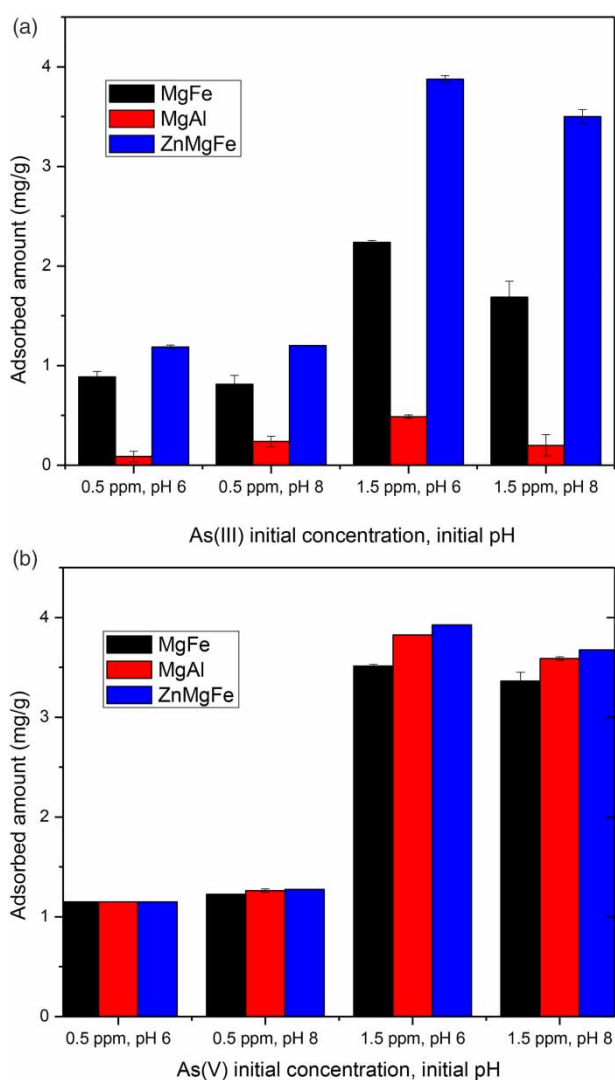 (a)
4
3
2
1
0
Adsorbed amount (mg/g)
MgFe
MgAl
ZnMgFe
0.5 ppm, pH 6
0.5 ppm, pH 8
1.5 ppm, pH 6
1.5 ppm, pH 8
As(III) initial concentration, initial pH
(b)
4
3
2
1
0
Adsorbed amount (mg/g)
MgFe
MgAl
ZnMgFe
0.5 ppm, pH 6
0.5 ppm, pH 8
1.5 ppm, pH 6
1.5 ppm, pH 8
As(V) initial concentration, initial pH